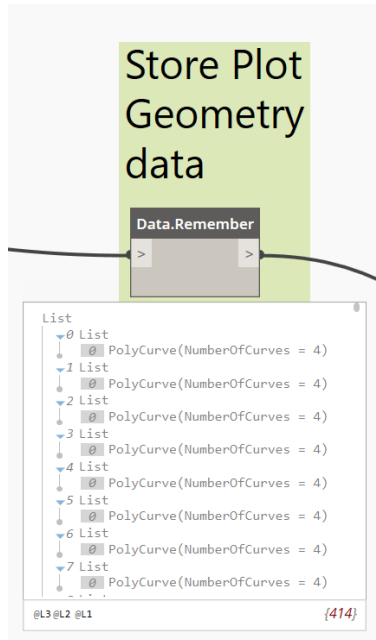 Store Plot
Geometry
data
Data.Remember
> >
List
0 List
0 PolyCurve(NumberOfCurves = 4)
1 List
0 PolyCurve(NumberOfCurves = 4)
2 List
0 PolyCurve(NumberOfCurves = 4)
3 List
0 PolyCurve(NumberOfCurves = 4)
4 List
0 PolyCurve(NumberOfCurves = 4)
5 List
0 PolyCurve(NumberOfCurves = 4)
6 List
0 PolyCurve(NumberOfCurves = 4)
7 List
0 PolyCurve(NumberOfCurves = 4)
@L3 @L2 @L1 {414}